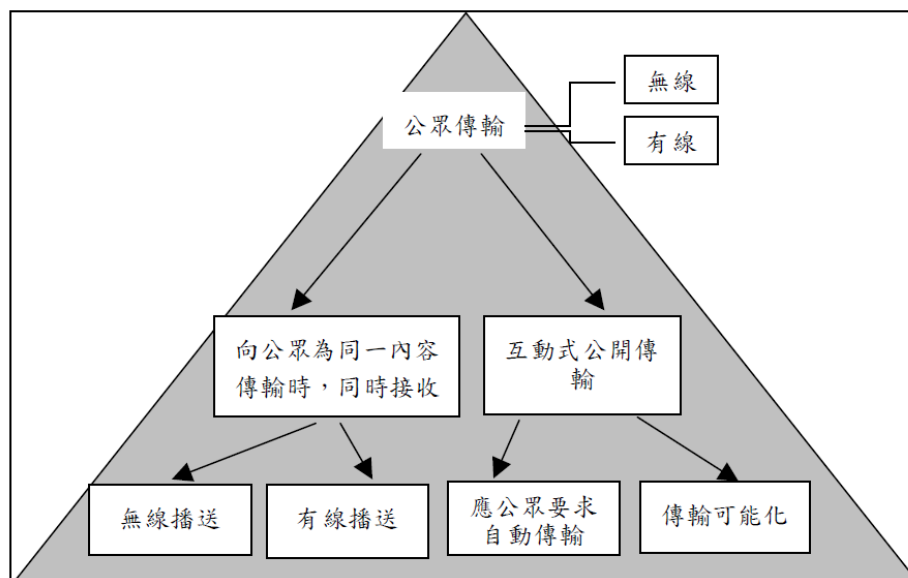 無線
公眾傳輸
有線
向公眾為同一內容
傳輸時，同時接收
互動式公開傳
輸
無線播送
有線播送
應公眾要求
自動傳輸
傳輸可能化